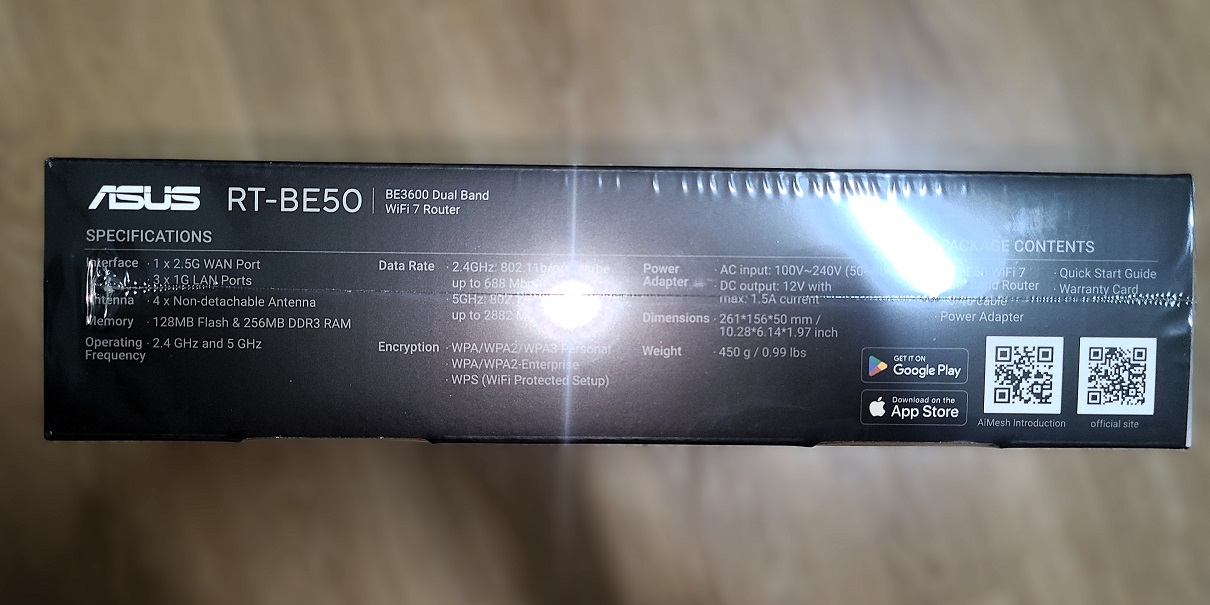 ASUS RT-BE50
BE3600 Dual Band
WiFi 7 Router
SPECIFICATIONS
Interface · 1 x 2.5G WAN Port
· 3 x 1G LAN Ports
Antenna · 4 x Non-detachable Antenna
Memory · 128MB Flash & 256MB DDR3 RAM
Operating Frequency · 2.4 GHz and 5 GHz
Data Rate · 2.4GHz:
up to 688
· 5GHz:
up to 2882
Encryption · WPA/WPA2/WPA3-Personal
· WPA/WPA2-Enterprise
· WPS (WiFi Protected Setup)
Power Adapter · AC input: 100V~240V
· DC output: 12V with
max. 1.5A current
Dimensions · 261*156*50 mm /
10.28*6.14*1.97 inch
Weight · 450 g / 0.99 lbs
PACKAGE CONTENTS
WiFi 7
Router
Cable
· Power Adapter
· Quick Start Guide
· Warranty Card
GET IT ON
Google Play
Download on the
App Store
AiMesh Introduction
official site